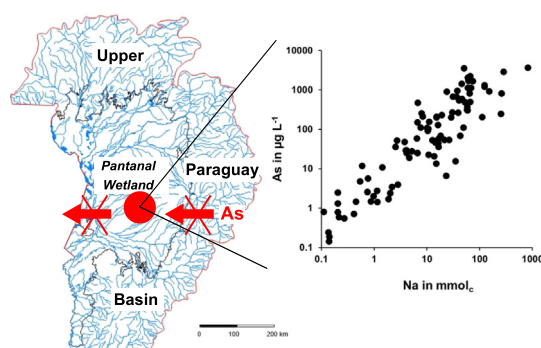 Upper
Pantanal
Wetland
Paraguay
As
Basin
0 100 200 km
As in µg L⁻¹
10000
1000
100
10
1
0.1
0.1 1 10 100 1000
Na in mmolc